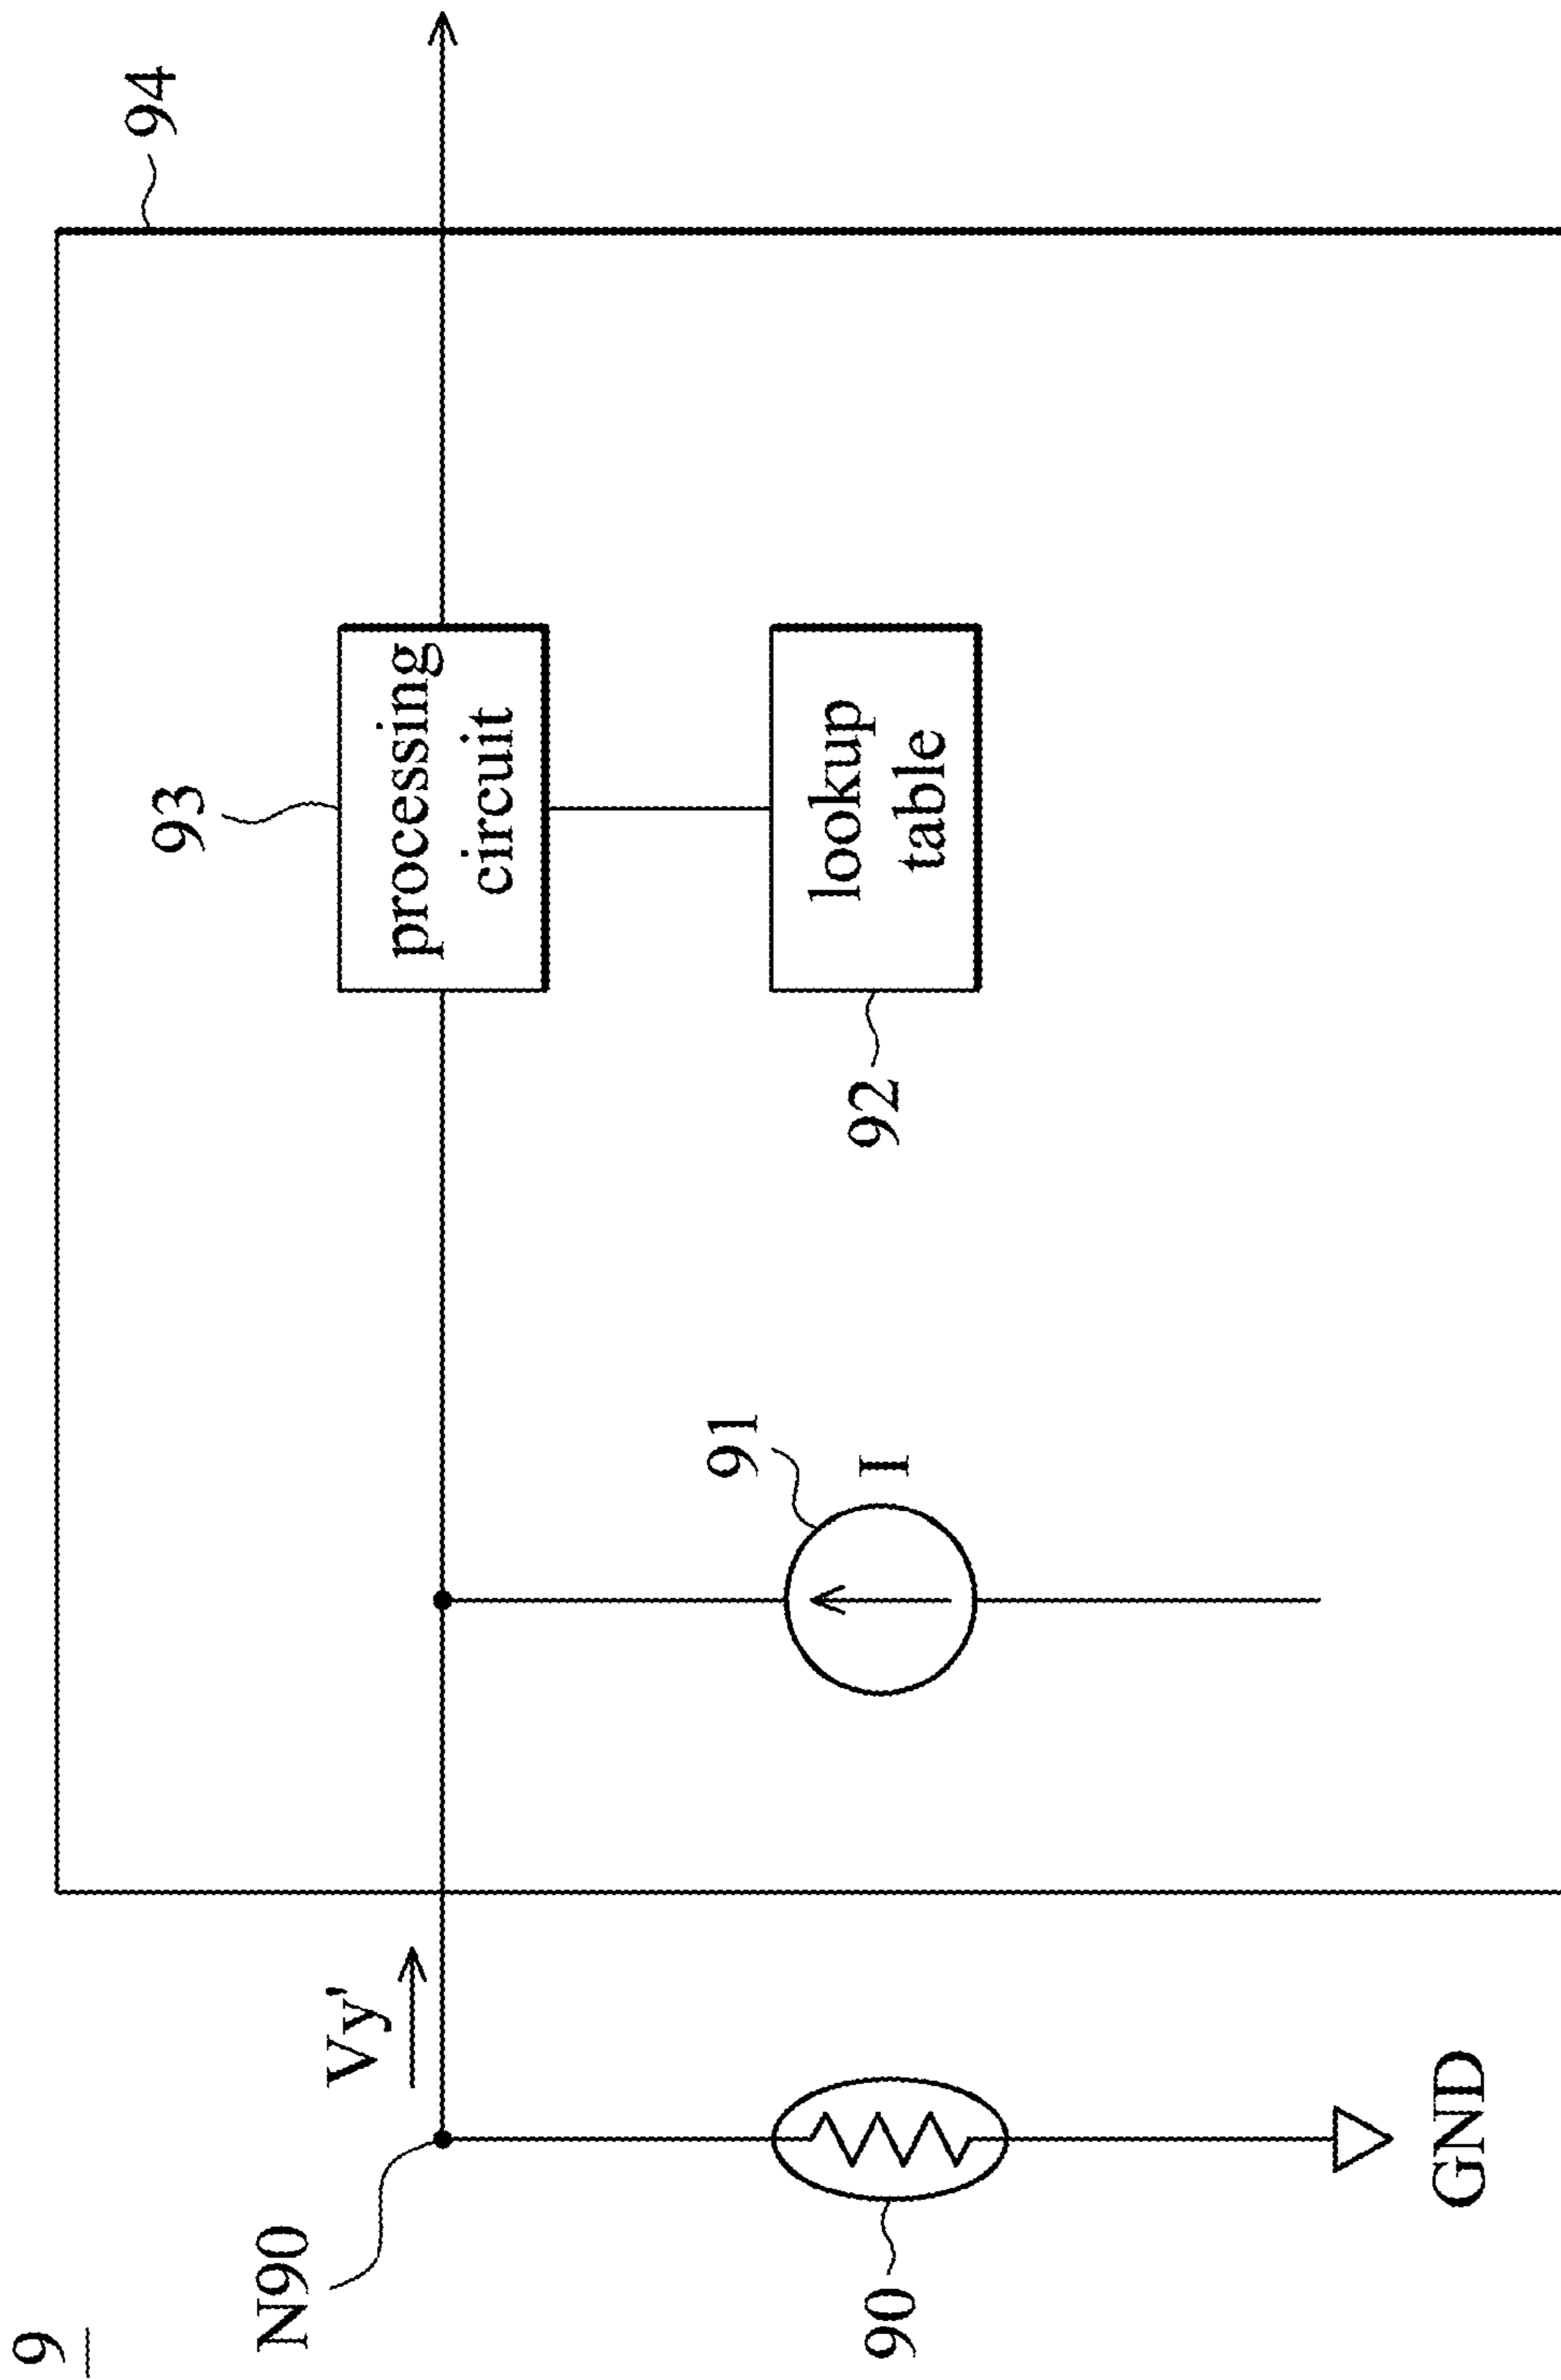 9
94
93
processing
circuit
N90
Vy'
91
I
lookup
table
92
90
GND